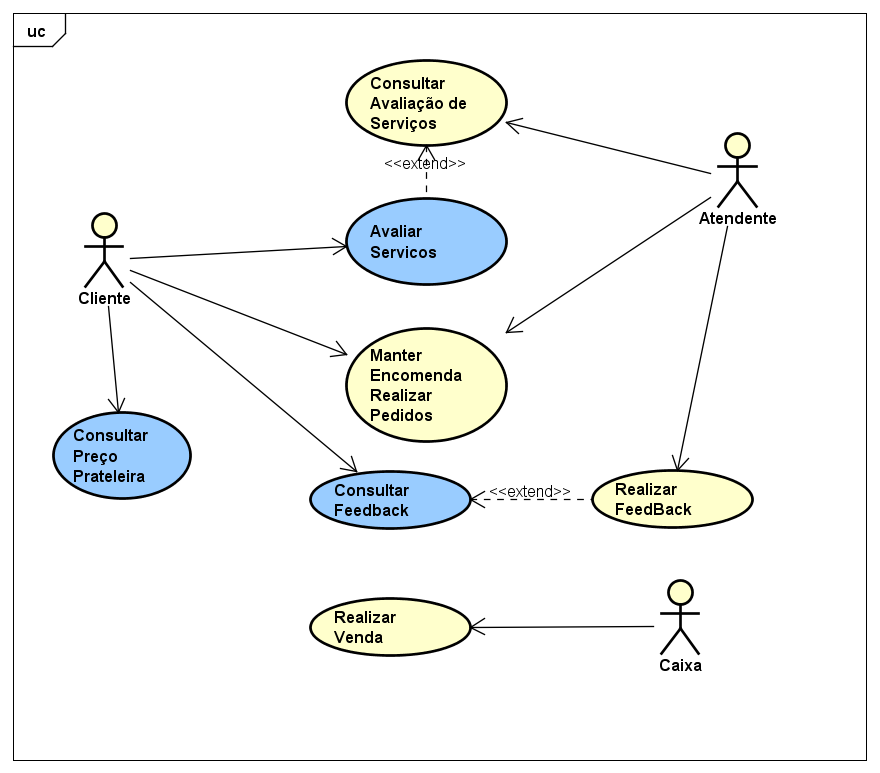 uc
Consultar
Avaliação de
Serviços
<<extend>>
Atendente
Avaliar
Servicos
Cliente
Manter
Encomenda
Realizar
Pedidos
Consultar
Preço
Prateleira
Consultar
Feedback
<<extend>>
Realizar
FeedBack
Realizar
Venda
Caixa